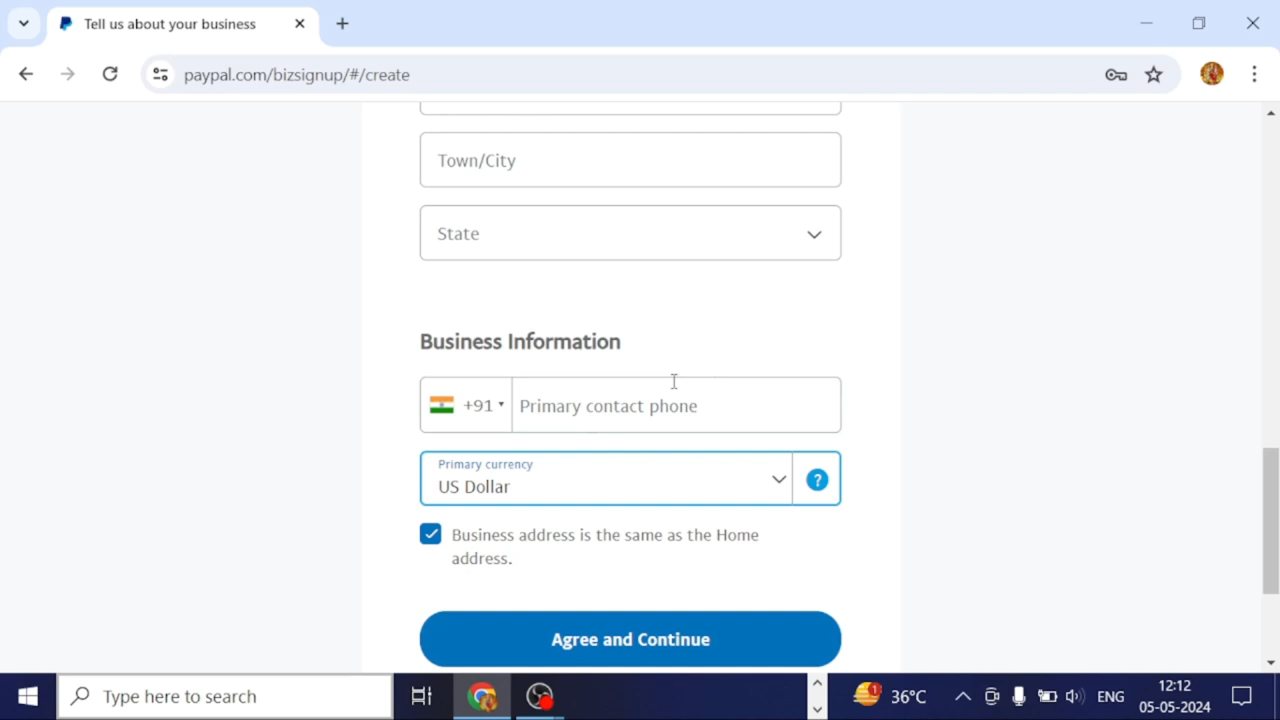 Tell us about your business
paypal.com/bizsignup/#/create
Town/City
State
Business Information
+91 Primary contact phone
Primary currency
US Dollar
?
Business address is the same as the Home
address.
Agree and Continue
Type here to search
1
36°C
ENG
12:12
05-05-2024